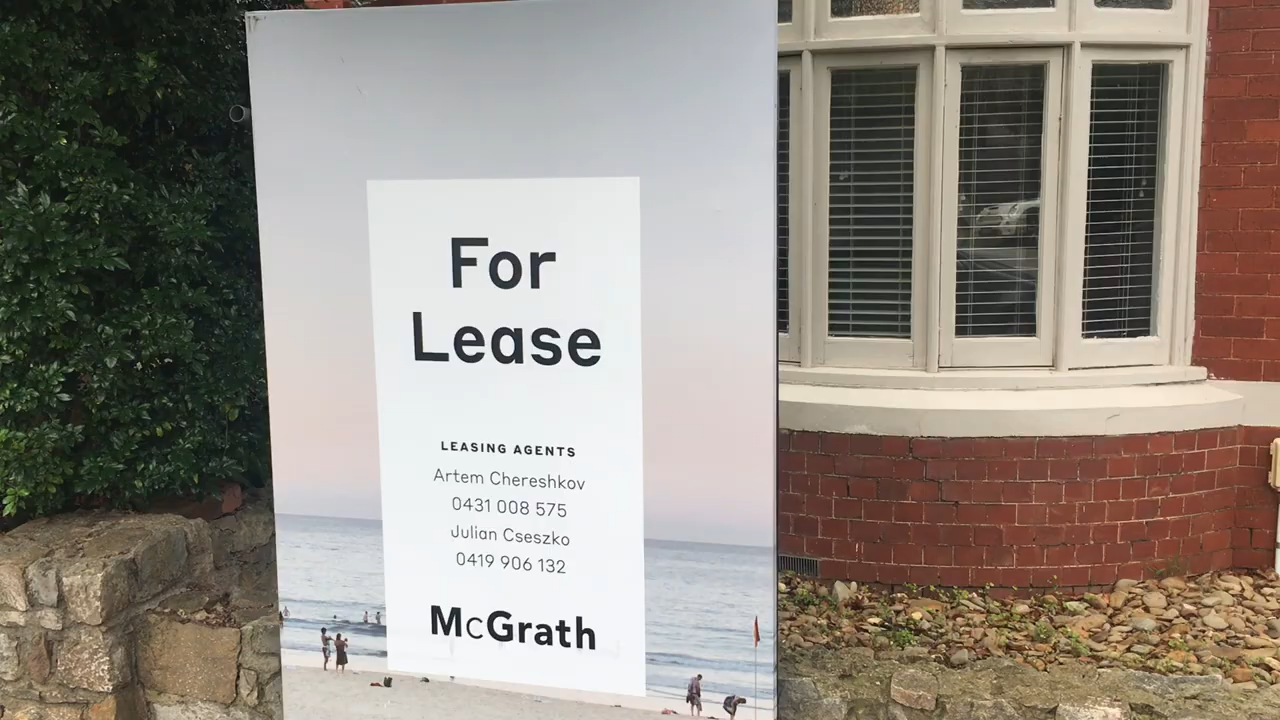 For
Lease
LEASING AGENTS
Artem Chereshkov
0431 008 575
Julian Cseszko
0419 906 132
McGrath